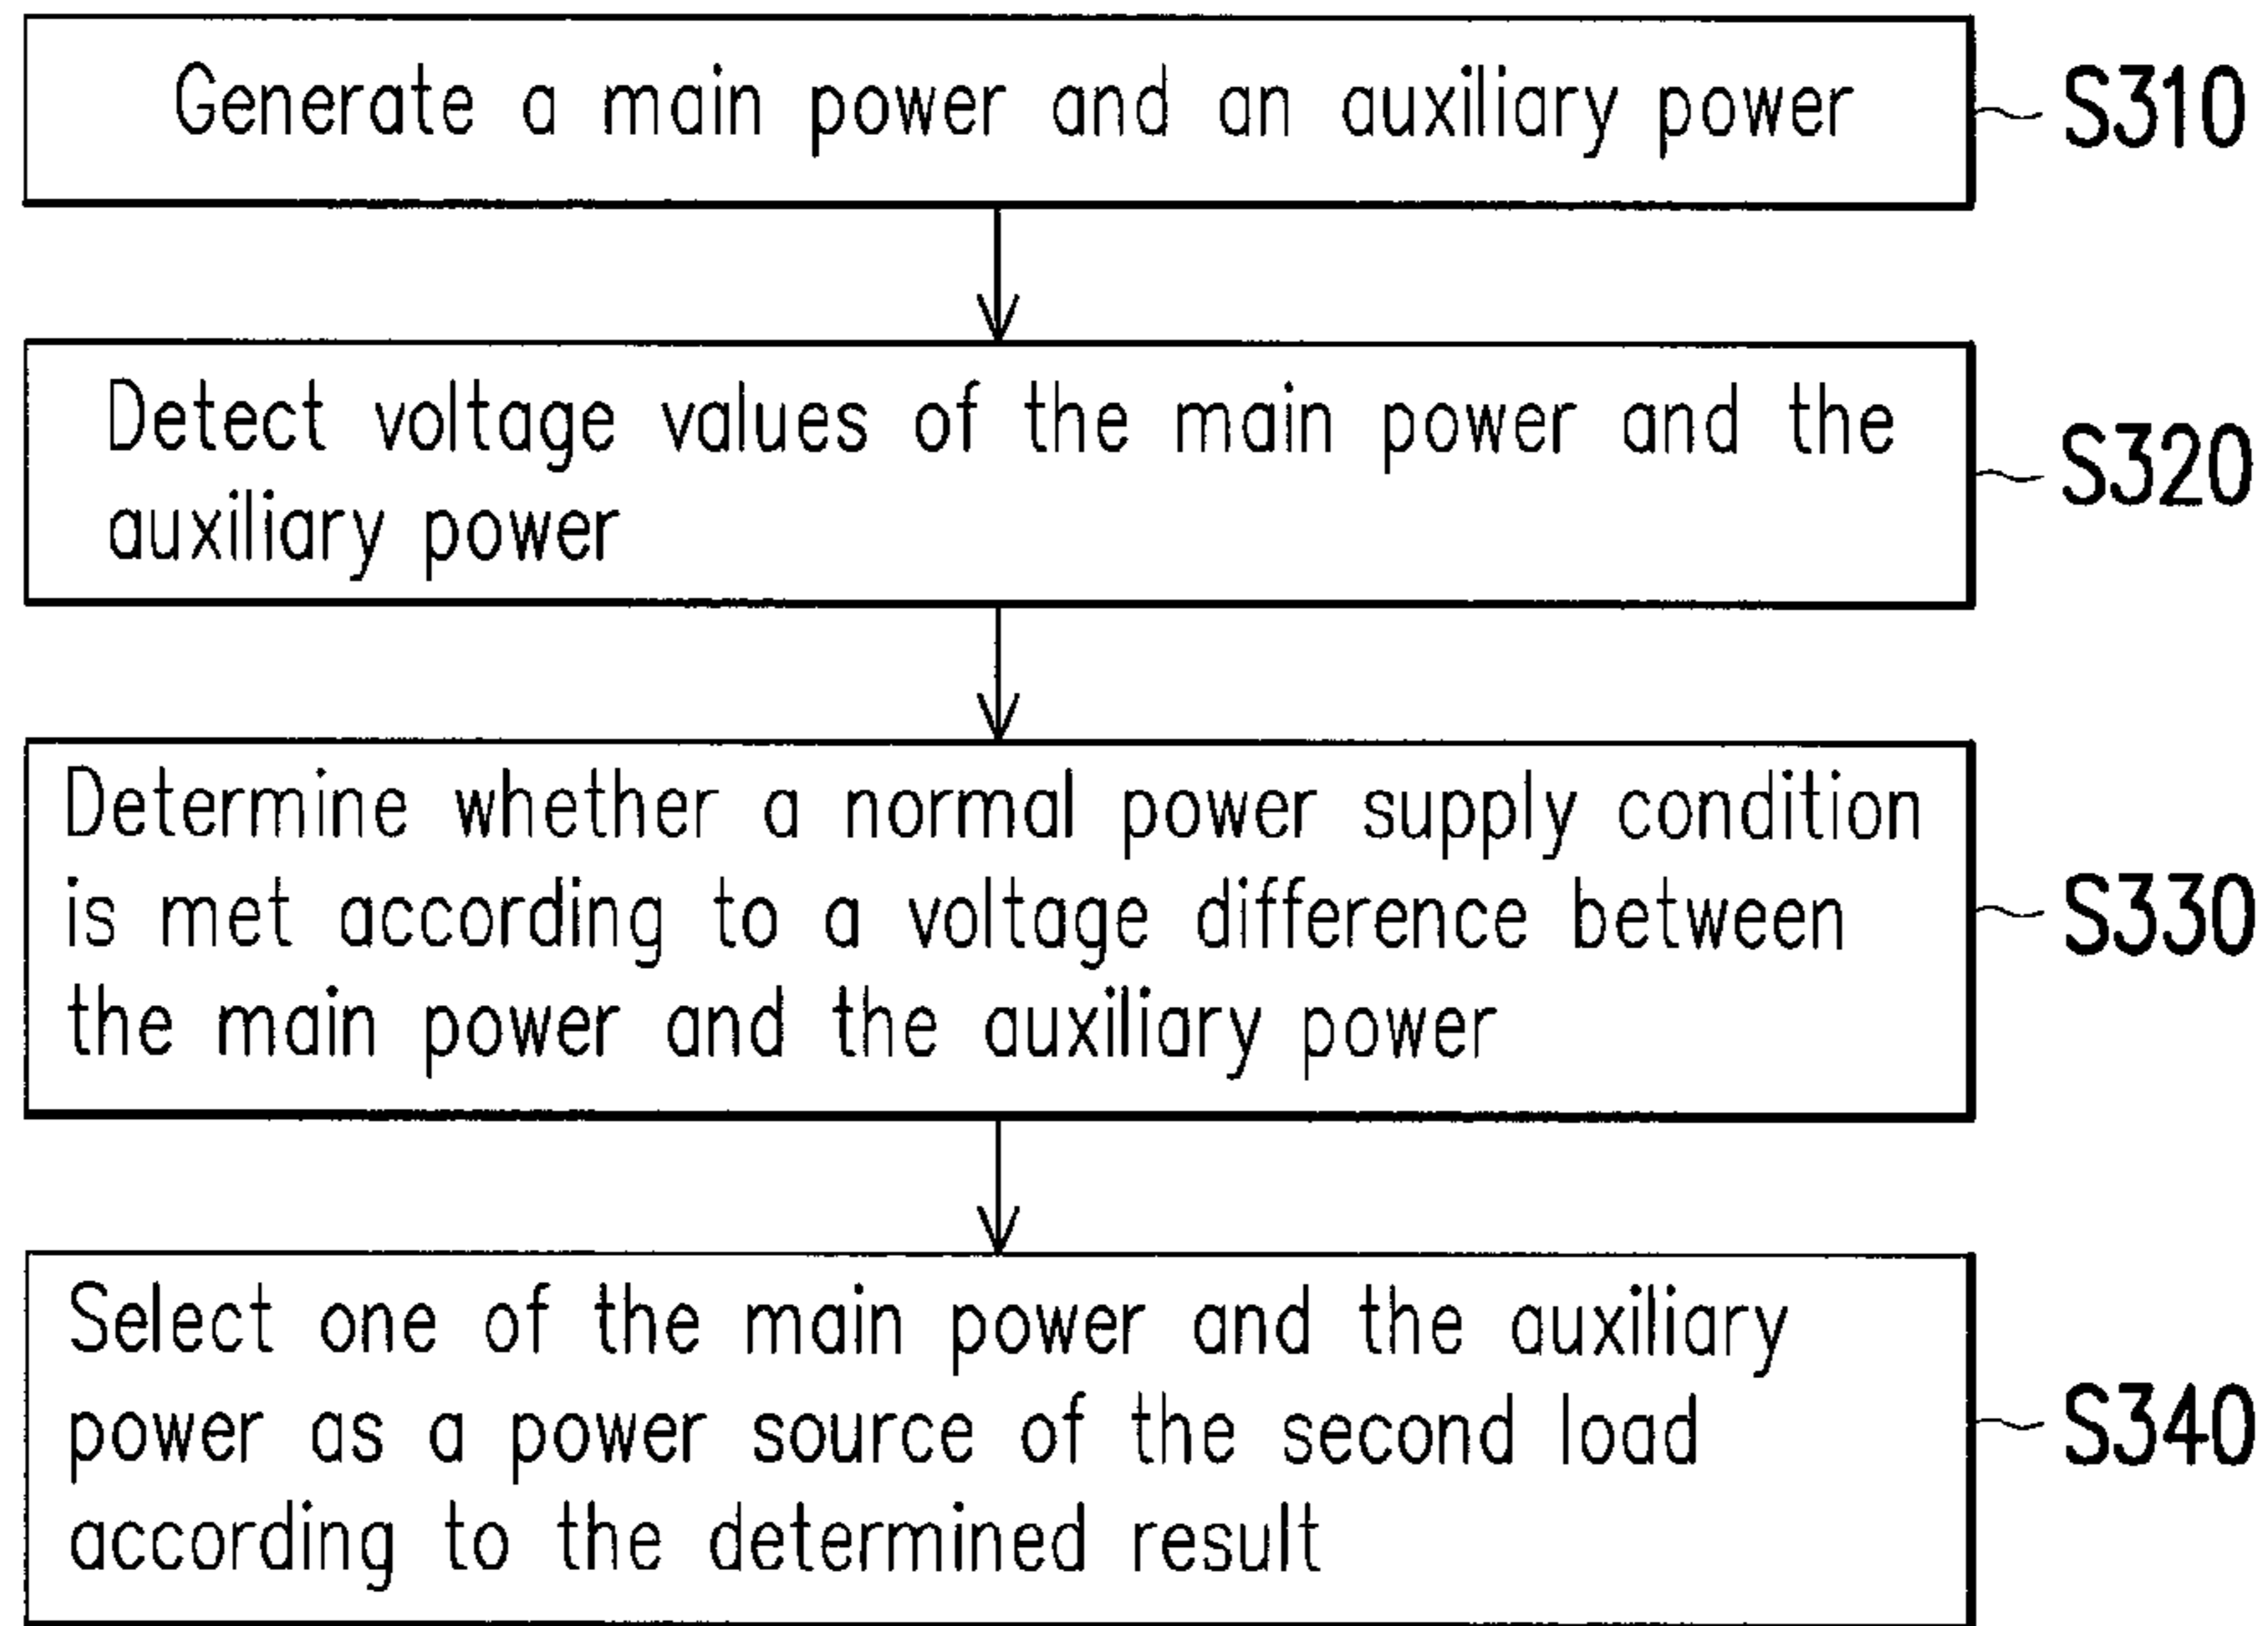 Generate a main power and an auxiliary power
S310
Detect voltage values of the main power and the
auxiliary power
S320
Determine whether a normal power supply condition
is met according to a voltage difference between
the main power and the auxiliary power
S330
Select one of the main power and the auxiliary
power as a power source of the second load
according to the determined result
S340